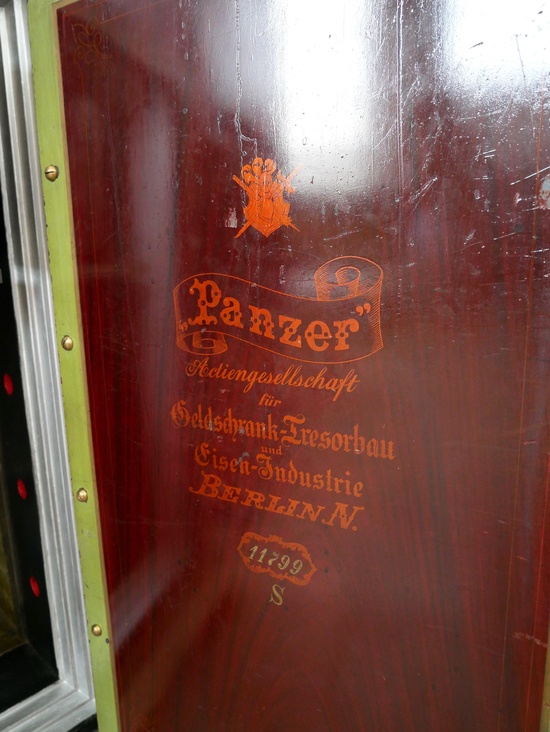 „Panzer”
Actiengesellschaft
für
Geldschrank-Tresorbau
und
Eisen-Industrie
BERLIN N.
11799
S